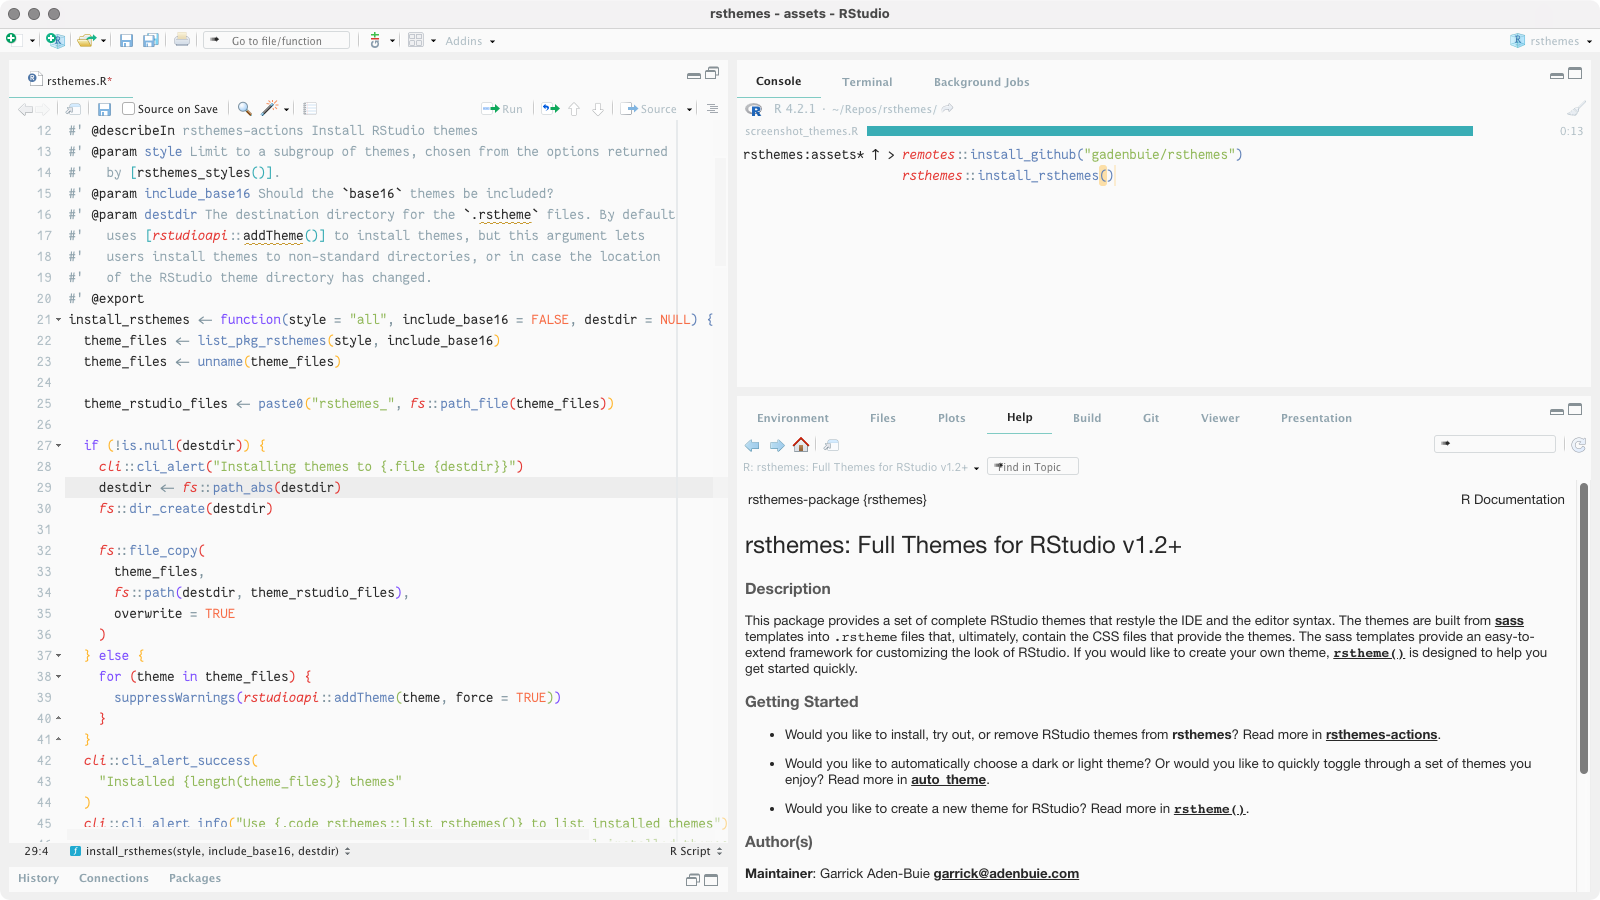 rsthemes - assets - RStudio
Go to file/function
Addins
rsthemes
rsthemes.R*
Source on Save
Run
Source
12 #' @describeIn rsthemes-actions Install RStudio themes
13 #' @param style Limit to a subgroup of themes, chosen from the options returned
14 #'   by [rsthemes_styles()].
15 #' @param include_base16 Should the `base16` themes be included?
16 #' @param destdir The destination directory for the `.rstheme` files. By default
17 #'   uses [rstudioapi::addTheme()] to install themes, but this argument lets
18 #'   users install themes to non-standard directories, or in case the location
19 #'   of the RStudio theme directory has changed.
20 #' @export
21 install_rsthemes <- function(style = "all", include_base16 = FALSE, destdir = NULL) {
22   theme_files <- list_pkg_rsthemes(style, include_base16)
23   theme_files <- unname(theme_files)
24
25   theme_rstudio_files <- paste0("rsthemes_", fs::path_file(theme_files))
26
27   if (!is.null(destdir)) {
28     cli::cli_alert("Installing themes to {.file {destdir}}")
29     destdir <- fs::path_abs(destdir)
30     fs::dir_create(destdir)
31
32     fs::file_copy(
33       theme_files,
34       fs::path(destdir, theme_rstudio_files),
35       overwrite = TRUE
36     )
37   } else {
38     for (theme in theme_files) {
39       suppressWarnings(rstudioapi::addTheme(theme, force = TRUE))
40     }
41   }
42   cli::cli_alert_success(
43     "Installed {length(theme_files)} themes"
44   )
45   cli::cli_alert_info("Use {.code rsthemes::list_rsthemes()} to list installed themes")
29:4 install_rsthemes(style, include_base16, destdir) R Script
History Connections Packages
Console Terminal Background Jobs
R 4.2.1 · ~/Repos/rsthemes/
screenshot_themes.R 0:13
rsthemes:assets* ↑ > remotes::install_github("gadenbuie/rsthemes")
rsthemes::install_rsthemes()
Environment Files Plots Help Build Git Viewer Presentation
R: rsthemes: Full Themes for RStudio v1.2+ Find in Topic
rsthemes-package {rsthemes} R Documentation
rsthemes: Full Themes for RStudio v1.2+
Description
This package provides a set of complete RStudio themes that restyle the IDE and the editor syntax. The themes are built from sass
templates into .rstheme files that, ultimately, contain the CSS files that provide the themes. The sass templates provide an easy-to-
extend framework for customizing the look of RStudio. If you would like to create your own theme, rstheme() is designed to help you
get started quickly.
Getting Started
• Would you like to install, try out, or remove RStudio themes from rsthemes? Read more in rsthemes-actions.
• Would you like to automatically choose a dark or light theme? Or would you like to quickly toggle through a set of themes you
enjoy? Read more in auto_theme.
• Would you like to create a new theme for RStudio? Read more in rstheme().
Author(s)
Maintainer: Garrick Aden-Buie garrick@adenbuie.com